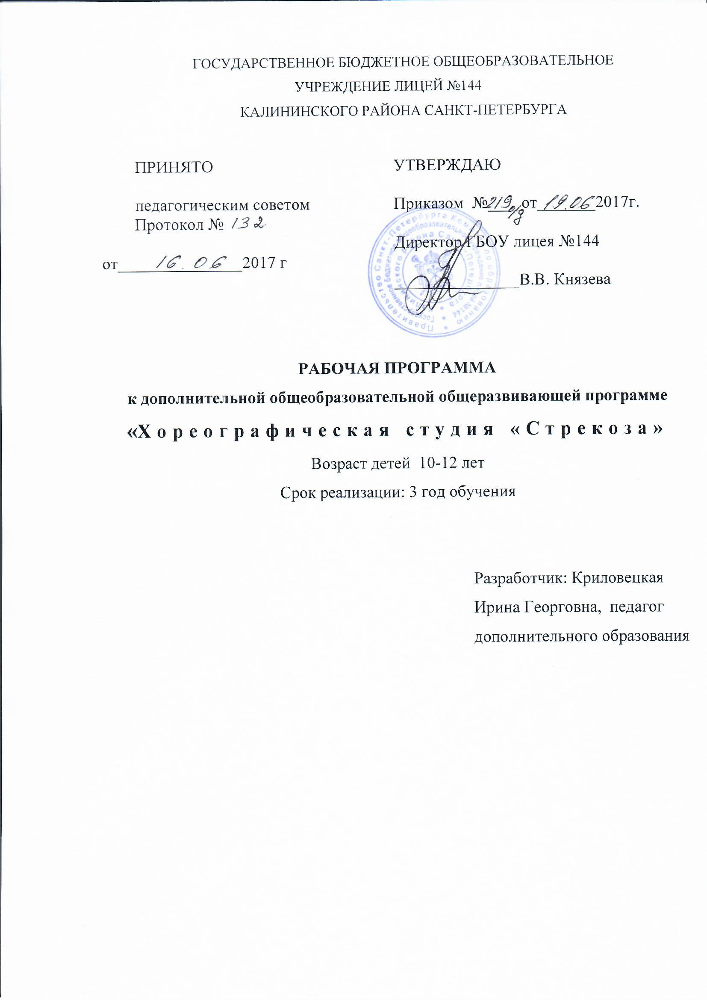 ГОСУДАРСТВЕННОЕ БЮДЖЕТНОЕ ОБЩЕОБРАЗОВАТЕЛЬНОЕ
УЧРЕЖДЕНИЕ ЛИЦЕЙ №144
КАЛИНИНСКОГО РАЙОНА САНКТ-ПЕТЕРБУРГА
ПРИНЯТО
педагогическим советом
Протокол № 132
от 16.06 2017 г
УТВЕРЖДАЮ
Приказом №219 о/д от 19.06 2017г.
Директор ГБОУ лицея №144
В.В. Князева
Правительство Санкт-Петербурга Комитет по образованию
Государственное бюджетное общеобразовательное учреждение лицей №144
Калининского района Санкт-Петербурга
РАБОЧАЯ ПРОГРАММА
к дополнительной общеобразовательной общеразвивающей программе
«Х о р е о г р а ф и ч е с к а я с т у д и я « С т р е к о з а »
Возраст детей 10-12 лет
Срок реализации: 3 год обучения
Разработчик: Криловецкая
Ирина Георговна, педагог
дополнительного образования